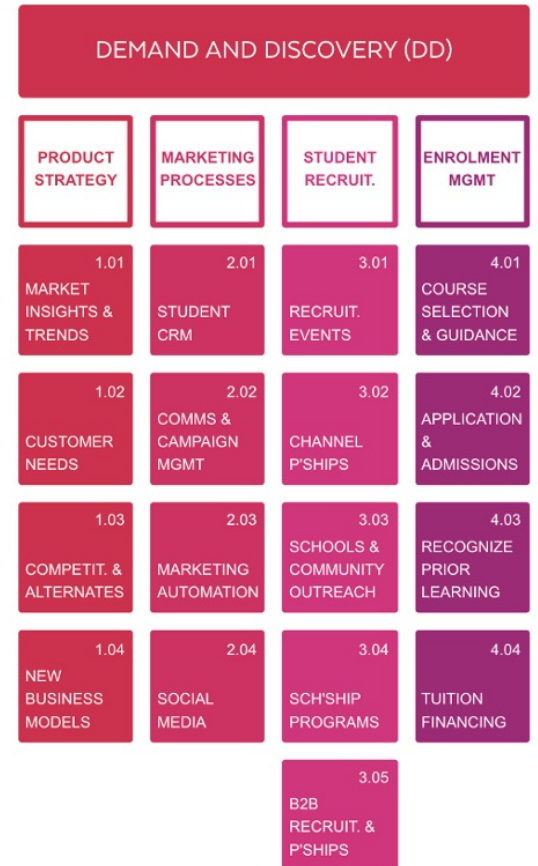 DEMAND AND DISCOVERY (DD)
PRODUCT
STRATEGY
MARKETING
PROCESSES
STUDENT
RECRUIT.
ENROLMENT
MGMT
1.01
MARKET
INSIGHTS &
TRENDS
2.01
STUDENT
CRM
3.01
RECRUIT.
EVENTS
4.01
COURSE
SELECTION
& GUIDANCE
1.02
CUSTOMER
NEEDS
2.02
COMMS &
CAMPAIGN
MGMT
3.02
CHANNEL
P'SHIPS
4.02
APPLICATION
&
ADMISSIONS
1.03
COMPETIT. &
ALTERNATES
2.03
MARKETING
AUTOMATION
3.03
SCHOOLS &
COMMUNITY
OUTREACH
4.03
RECOGNIZE
PRIOR
LEARNING
1.04
NEW
BUSINESS
MODELS
2.04
SOCIAL
MEDIA
3.04
SCH'SHIP
PROGRAMS
4.04
TUITION
FINANCING
3.05
B2B
RECRUIT. &
P'SHIPS